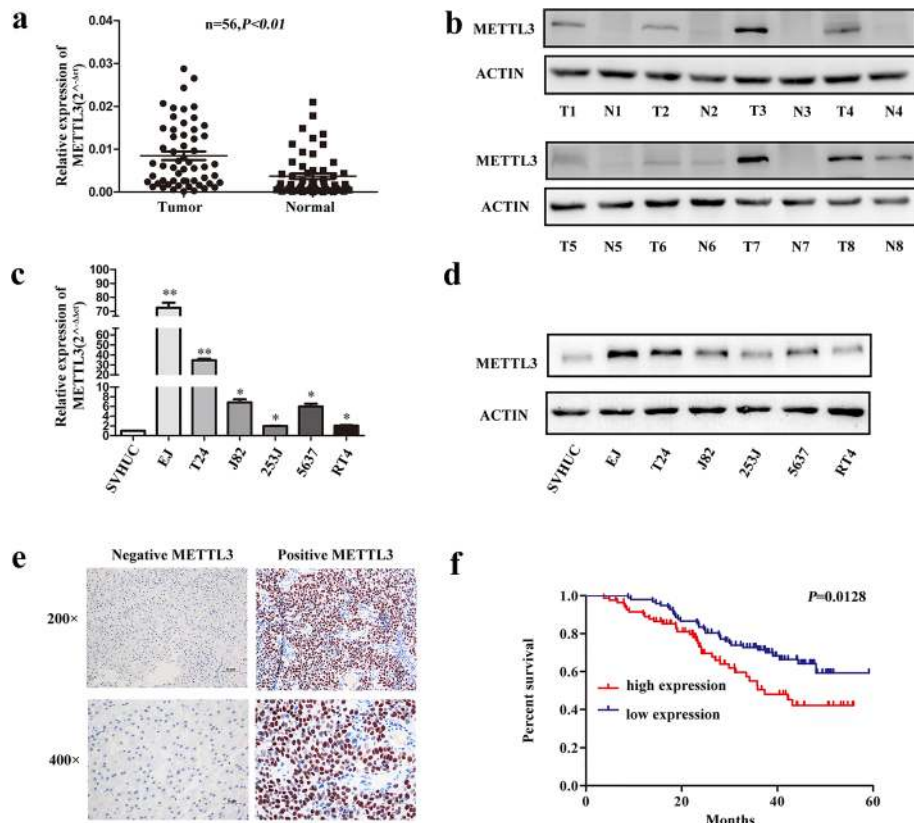 a
n=56,P<0.01
Relative expression of
METTL3(2^-Δct)
0.04
0.03
0.02
0.01
0.00
Tumor Normal
b
METTL3
ACTIN
T1 N1 T2 N2 T3 N3 T4 N4
METTL3
ACTIN
T5 N5 T6 N6 T7 N7 T8 N8
c
Relative expression of
METTL3(2^-ΔΔct)
100
90
80
70
60
50
40
30
20
10
8
6
4
2
0
** ** * * * *
SVHUC EJ T24 J82 253J 5637 RT4
d
METTL3
ACTIN
SVHUC EJ T24 J82 253J 5637 RT4
e
Negative METTL3 Positive METTL3
200×
400×
f
P=0.0128
Percent survival
1.0
0.8
0.6
0.4
0.2
0.0
high expression
low expression
0 20 40 60
Months